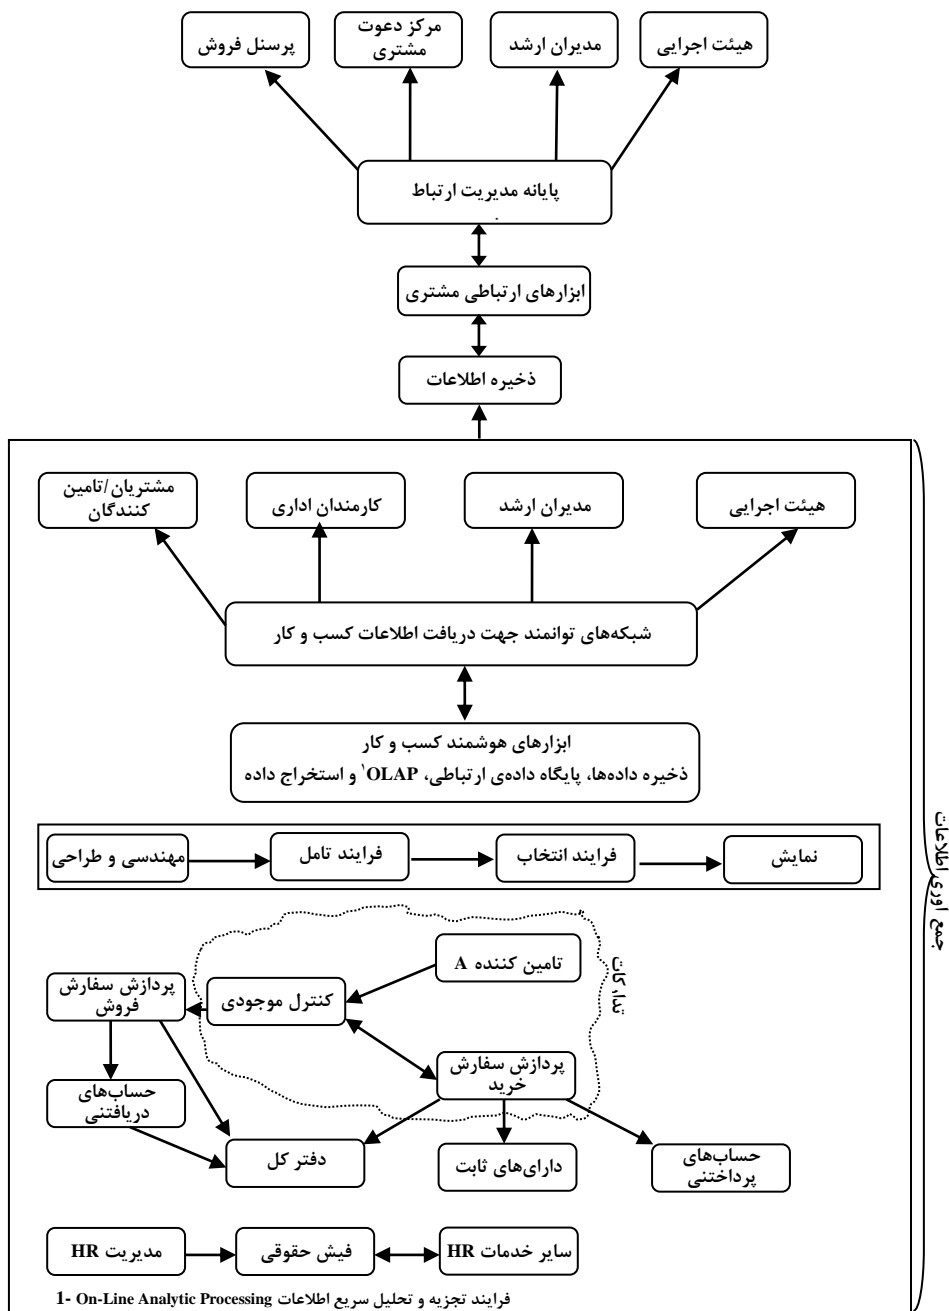 هیئت اجرایی
مدیران ارشد
مرکز دعوت
مشتری
پرسنل فروش
پایانه مدیریت ارتباط
ابزارهای ارتباطی مشتری
ذخیره اطلاعات
هیئت اجرایی
مدیران ارشد
کارمندان اداری
مشتریان/تامین
کنندگان
شبکه‌های توانمند جهت دریافت اطلاعات کسب و کار
ابزارهای هوشمند کسب و کار
ذخیره داده‌ها، پایگاه داده‌ی ارتباطی، OLAP۱ و استخراج داده
نمایش
فرایند انتخاب
فرایند تامل
مهندسی و طراحی
جمع اوری اطلاعات
تامین کننده A
تدارکات
کنترل موجودی
پردازش سفارش
فروش
پردازش سفارش
خرید
حساب‌های
دریافتنی
دفتر کل
دارای‌های ثابت
حساب‌های
پرداختنی
سایر خدمات HR
فیش حقوقی
مدیریت HR
1- On-Line Analytic Processing فرایند تجزیه و تحلیل سریع اطلاعات